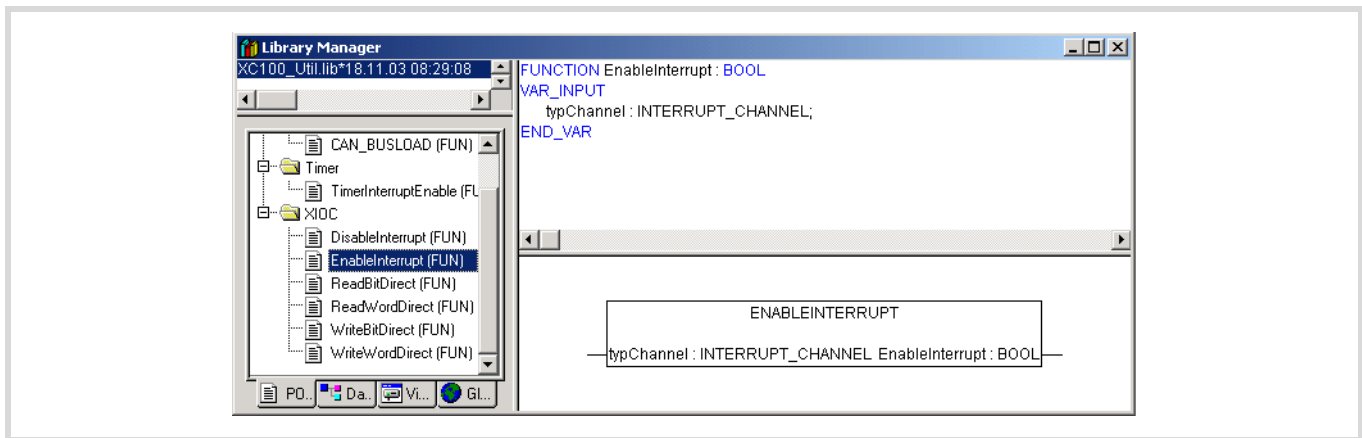 Library Manager
XC100_Util.lib*18.11.03 08:29:08
CAN_BUSLOAD (FUN)
Timer
TimerInterruptEnable (FU
XIOC
DisableInterrupt (FUN)
EnableInterrupt (FUN)
ReadBitDirect (FUN)
ReadWordDirect (FUN)
WriteBitDirect (FUN)
WriteWordDirect (FUN)
PO.. Da.. Vi... Gl...
FUNCTION EnableInterrupt : BOOL
VAR_INPUT
typChannel : INTERRUPT_CHANNEL;
END_VAR
ENABLEINTERRUPT
typChannel : INTERRUPT_CHANNEL EnableInterrupt : BOOL